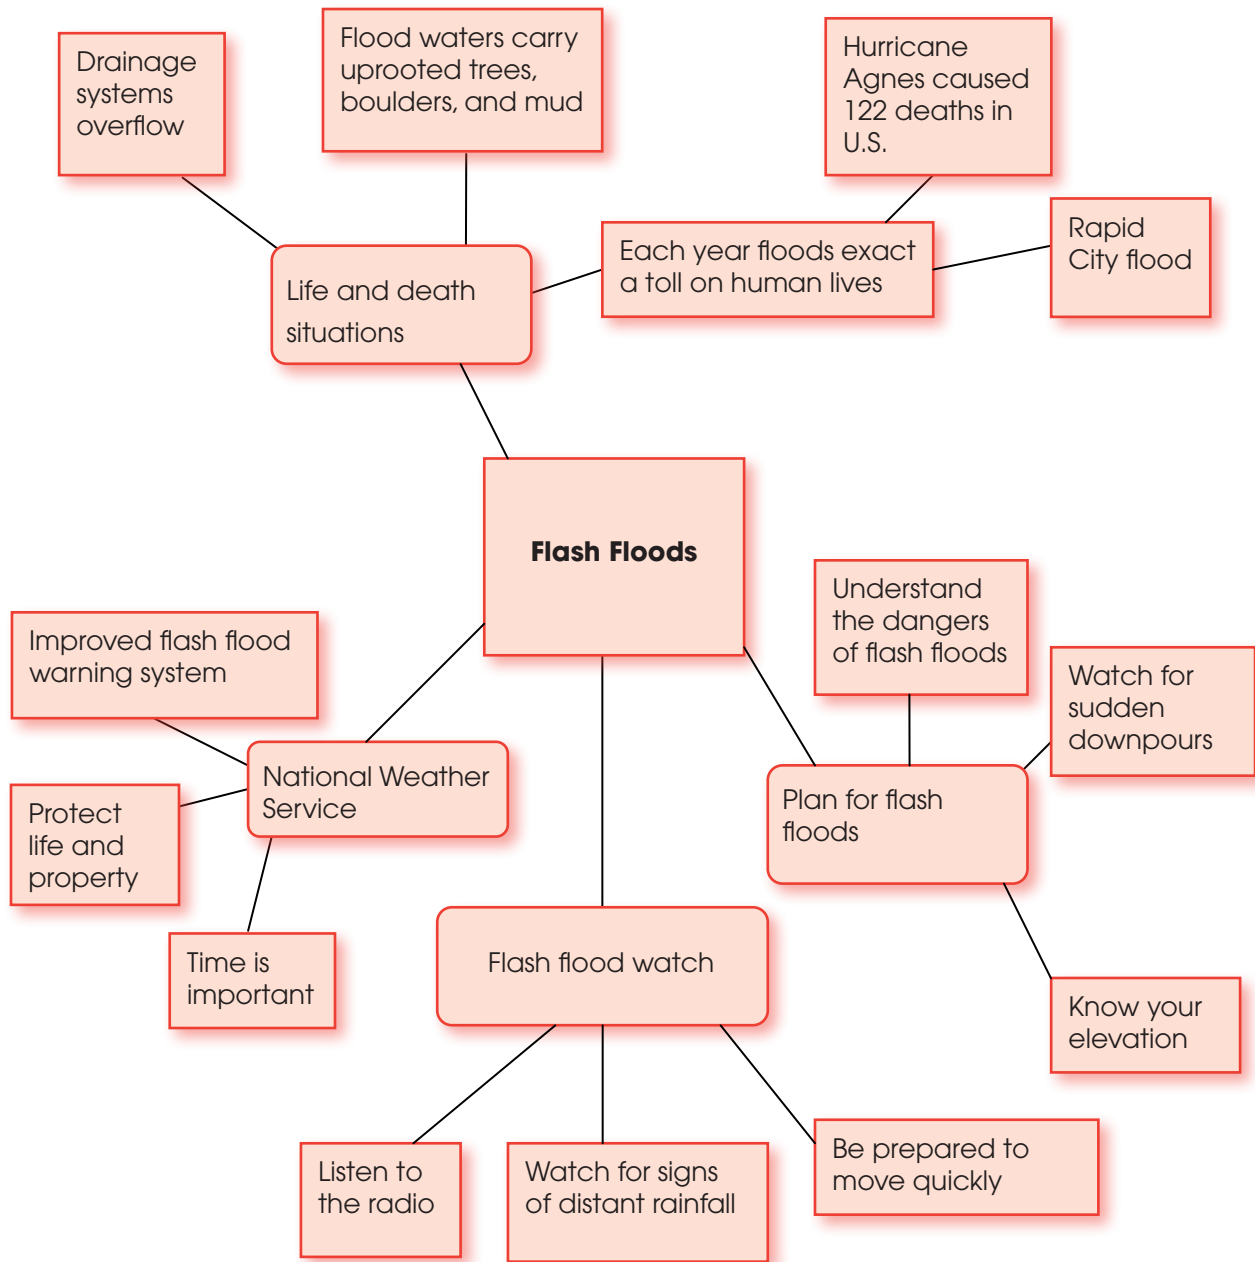 Drainage
systems
overflow
Flood waters carry
uprooted trees,
boulders, and mud
Hurricane
Agnes caused
122 deaths in
U.S.
Each year floods exact
a toll on human lives
Rapid
City flood
Life and death
situations
Flash Floods
Understand
the dangers
of flash floods
Watch for
sudden
downpours
Improved flash flood
warning system
National Weather
Service
Plan for flash
floods
Protect
life and
property
Time is
important
Flash flood watch
Know your
elevation
Listen to
the radio
Watch for signs
of distant rainfall
Be prepared to
move quickly